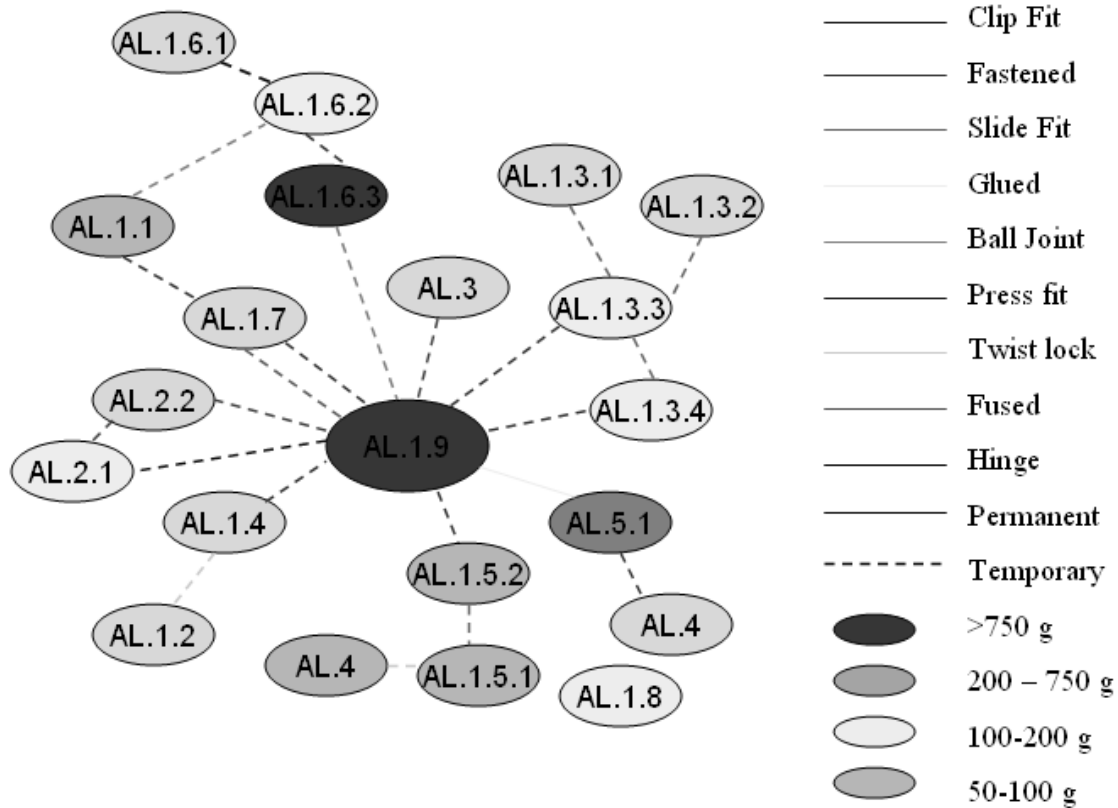 AL.1.6.1
AL.1.6.2
AL.1.6.3
AL.1.1
AL.1.3.1
AL.1.3.2
AL.3
AL.1.7
AL.1.3.3
AL.2.2
AL.1.3.4
AL.1.9
AL.2.1
AL.1.4
AL.5.1
AL.1.5.2
AL.1.2
AL.4
AL.4
AL.1.5.1
AL.1.8
Clip Fit
Fastened
Slide Fit
Glued
Ball Joint
Press fit
Twist lock
Fused
Hinge
Permanent
Temporary
>750 g
200 – 750 g
100-200 g
50-100 g